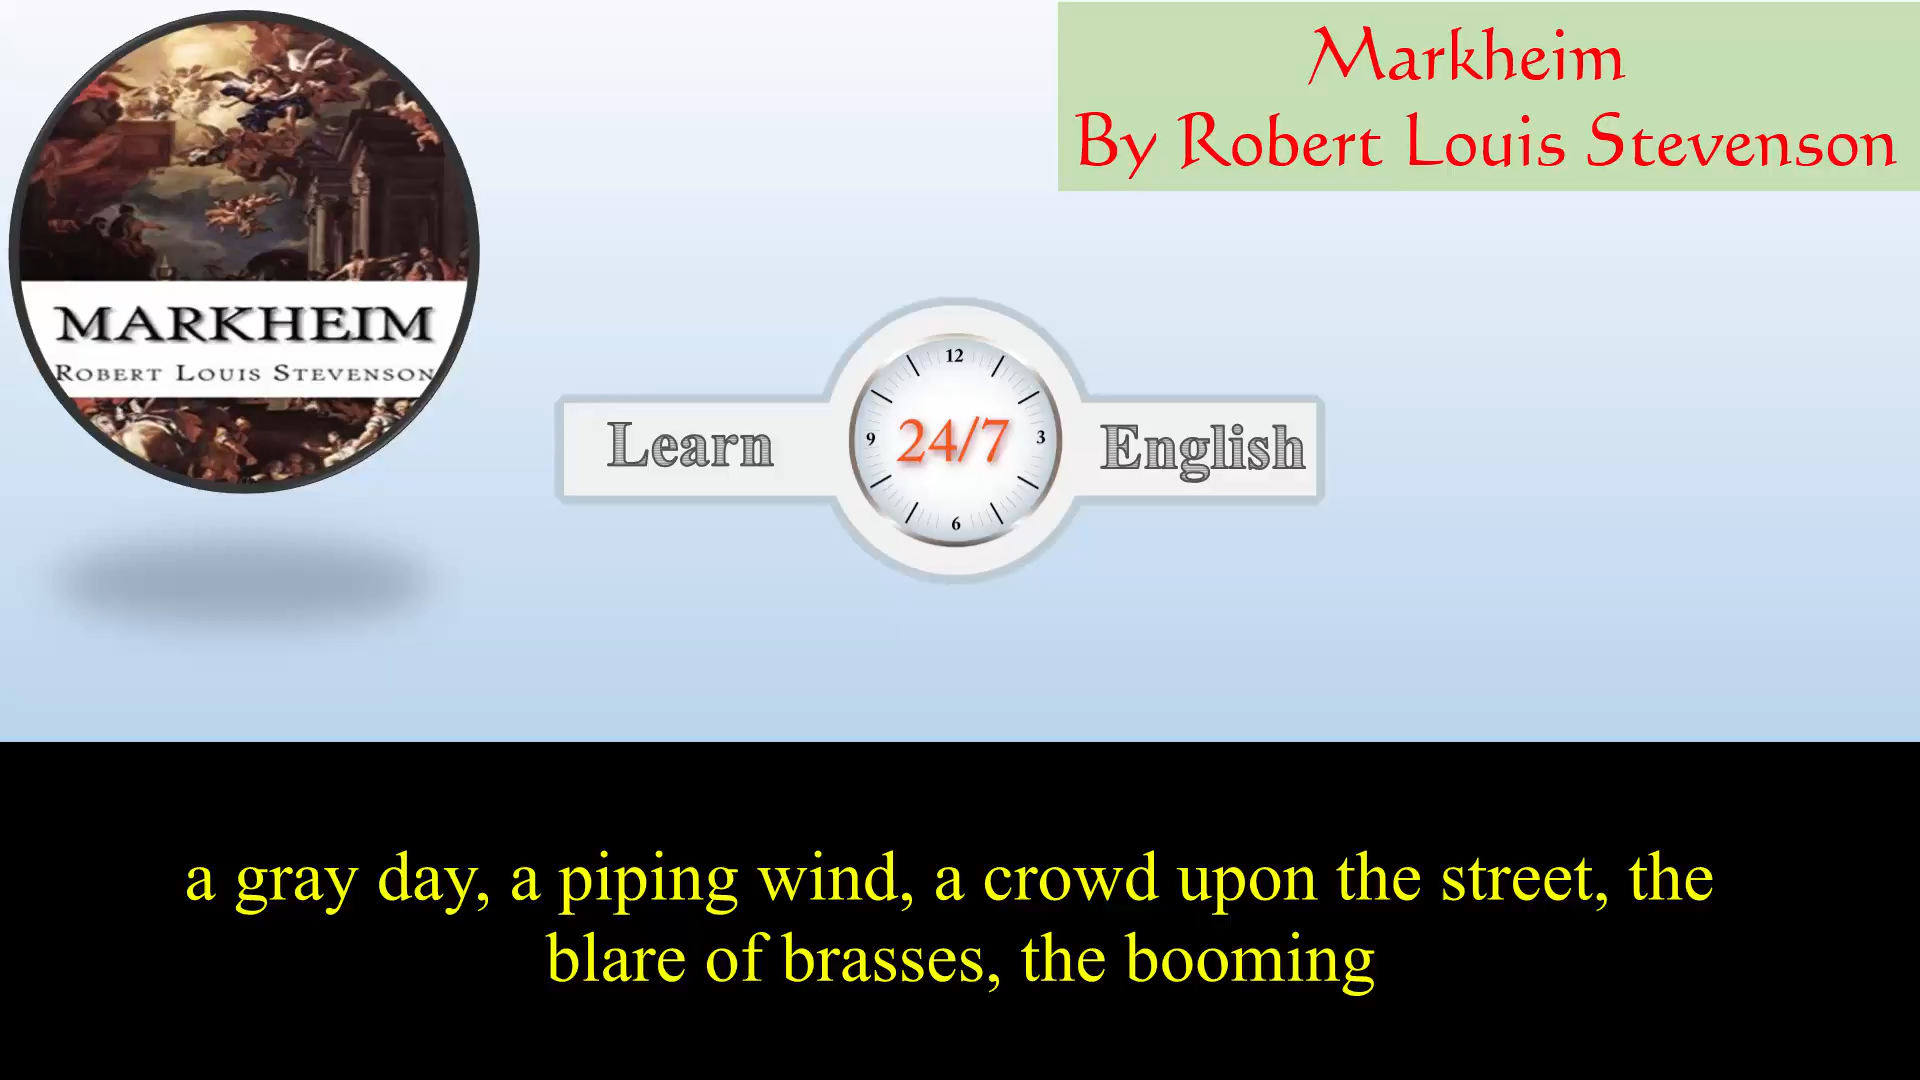 Markheim
By Robert Louis Stevenson
MARKHEIM
ROBERT LOUIS STEVENSON
12
9
3
6
Learn
24/7
English
a gray day, a piping wind, a crowd upon the street, the
blare of brasses, the booming